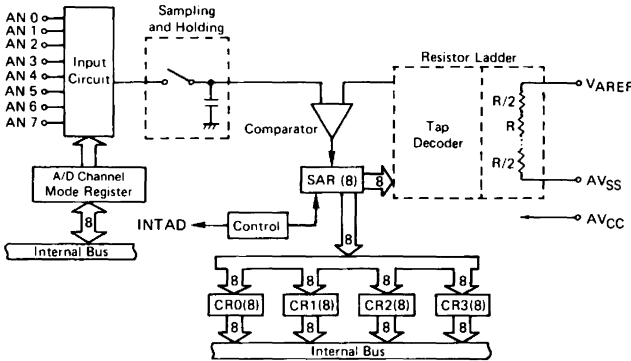 AN 0
AN 1
AN 2
AN 3
AN 4
AN 5
AN 6
AN 7
Input
Circuit
Sampling
and Holding
Comparator
Resistor Ladder
Tap
Decoder
R/2
R
R/2
VAREF
AVSS
AVCC
A/D Channel
Mode Register
8
Internal Bus
SAR (8)
8
INTAD
Control
8
8
8
8
8
CR0(8)
CR1(8)
CR2(8)
CR3(8)
8
8
8
8
Internal Bus